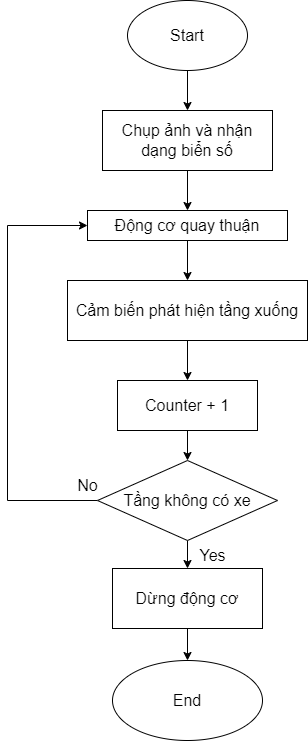 Start
Chụp ảnh và nhận
dạng biển số
Động cơ quay thuận
Cảm biến phát hiện tầng xuống
Counter + 1
No
Tầng không có xe
Yes
Dừng động cơ
End